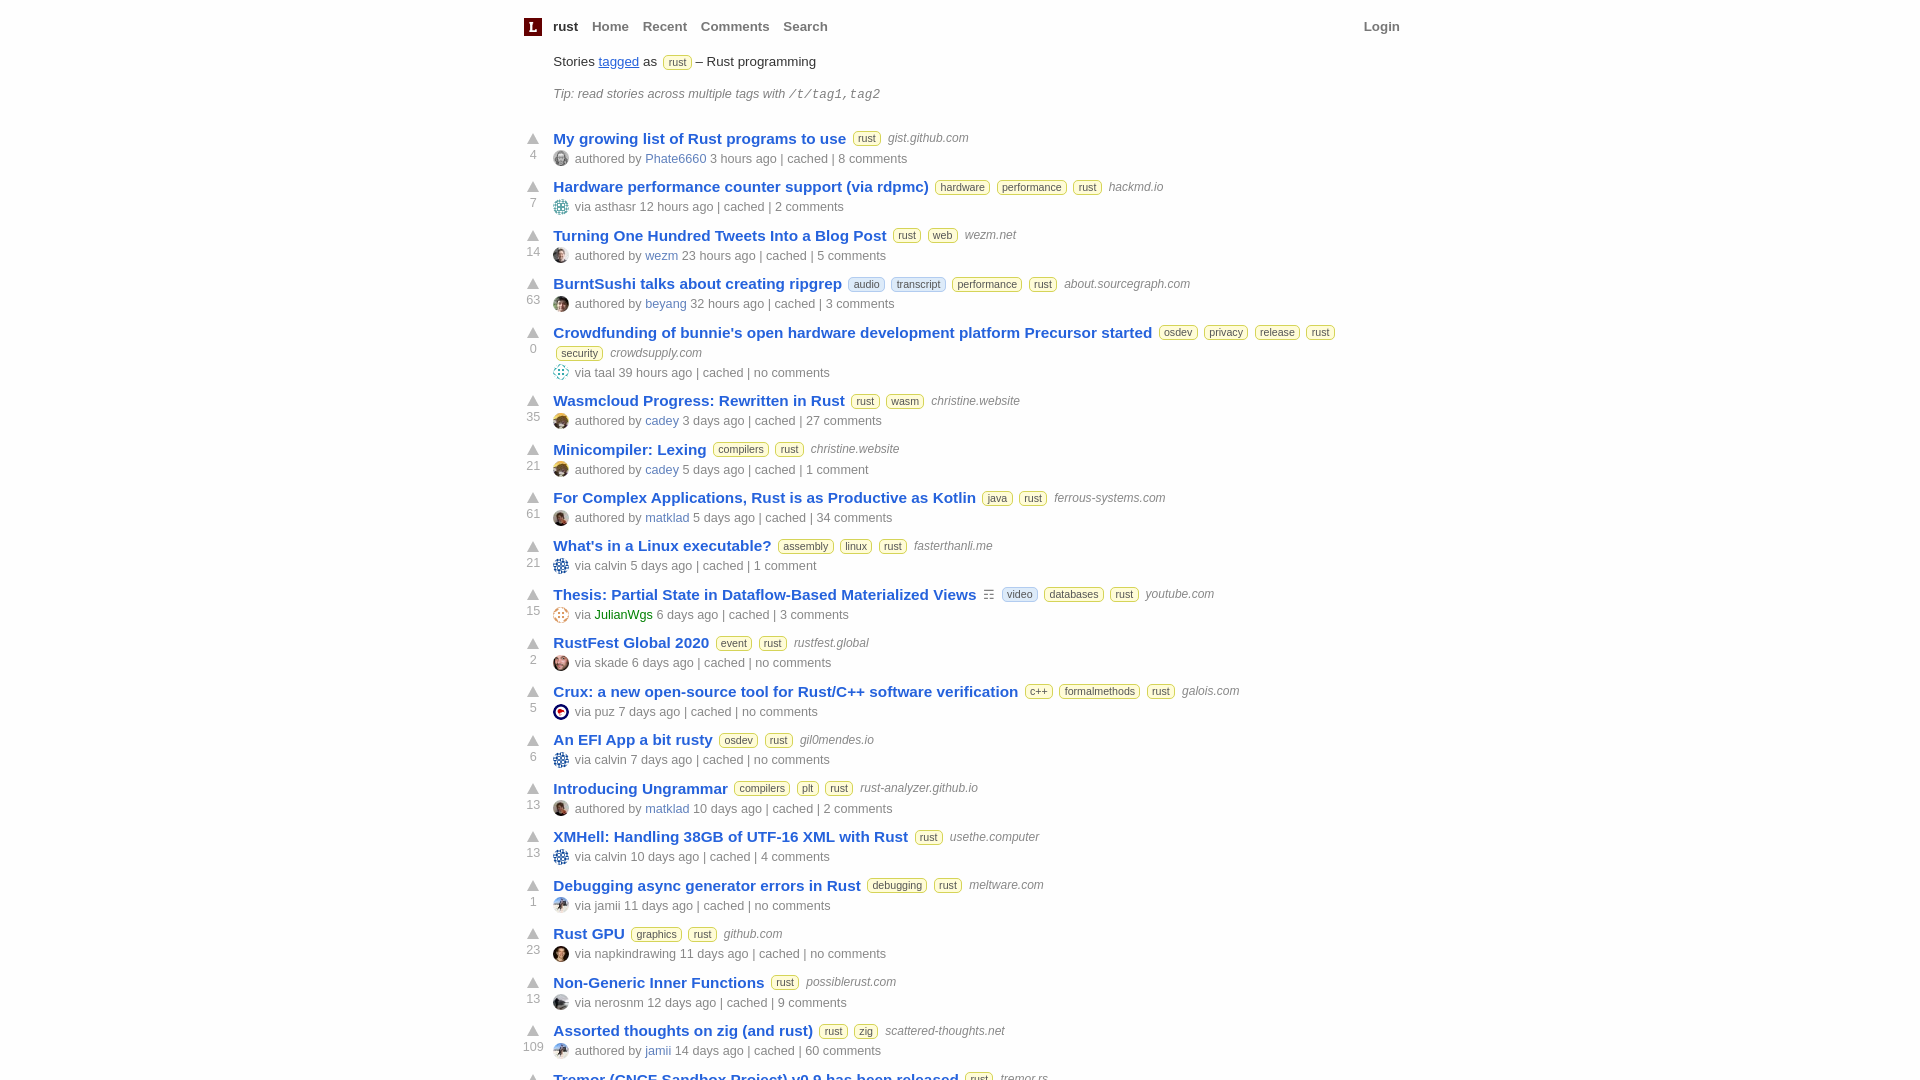 L rust Home Recent Comments Search Login
Stories tagged as rust – Rust programming
Tip: read stories across multiple tags with /t/tag1,tag2
My growing list of Rust programs to use rust gist.github.com
4
authored by Phate6660 3 hours ago | cached | 8 comments
Hardware performance counter support (via rdpmc) hardware performance rust hackmd.io
7
via asthasr 12 hours ago | cached | 2 comments
Turning One Hundred Tweets Into a Blog Post rust web wezm.net
14
authored by wezm 23 hours ago | cached | 5 comments
BurntSushi talks about creating ripgrep audio transcript performance rust about.sourcegraph.com
63
authored by beyang 32 hours ago | cached | 3 comments
Crowdfunding of bunnie's open hardware development platform Precursor started osdev privacy release rust
0
security crowdsupply.com
via taal 39 hours ago | cached | no comments
Wasmcloud Progress: Rewritten in Rust rust wasm christine.website
35
authored by cadey 3 days ago | cached | 27 comments
Minicompiler: Lexing compilers rust christine.website
21
authored by cadey 5 days ago | cached | 1 comment
For Complex Applications, Rust is as Productive as Kotlin java rust ferrous-systems.com
61
authored by matklad 5 days ago | cached | 34 comments
What's in a Linux executable? assembly linux rust fasterthanli.me
21
via calvin 5 days ago | cached | 1 comment
Thesis: Partial State in Dataflow-Based Materialized Views ☶ video databases rust youtube.com
15
via JulianWgs 6 days ago | cached | 3 comments
RustFest Global 2020 event rust rustfest.global
2
via skade 6 days ago | cached | no comments
Crux: a new open-source tool for Rust/C++ software verification c++ formalmethods rust galois.com
5
via puz 7 days ago | cached | no comments
An EFI App a bit rusty osdev rust gil0mendes.io
6
via calvin 7 days ago | cached | no comments
Introducing Ungrammar compilers plt rust rust-analyzer.github.io
13
authored by matklad 10 days ago | cached | 2 comments
XMHell: Handling 38GB of UTF-16 XML with Rust rust usethe.computer
13
via calvin 10 days ago | cached | 4 comments
Debugging async generator errors in Rust debugging rust meltware.com
1
via jamii 11 days ago | cached | no comments
Rust GPU graphics rust github.com
23
via napkindrawing 11 days ago | cached | no comments
Non-Generic Inner Functions rust possiblerust.com
13
via nerosnm 12 days ago | cached | 9 comments
Assorted thoughts on zig (and rust) rust zig scattered-thoughts.net
109
authored by jamii 14 days ago | cached | 60 comments
Tremor (CNCF Sandbox Project) v0.9 has been released rust tremor.rs